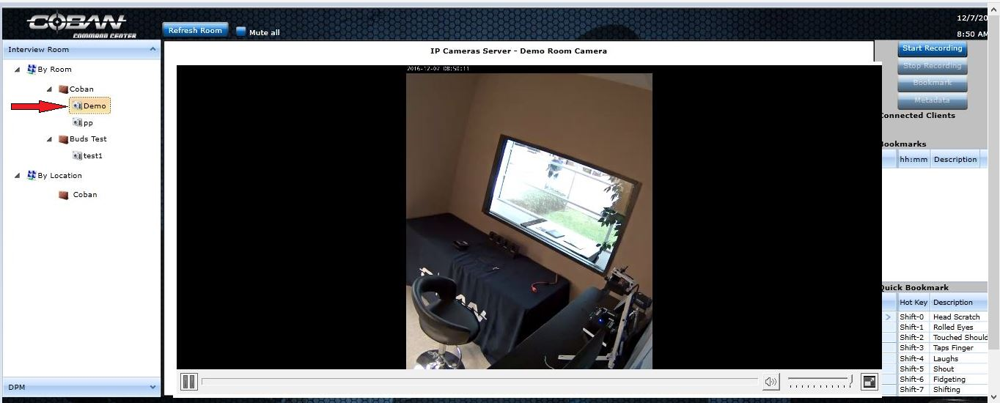 COBAN
COMMAND CENTER
Refresh Room
Mute all
12/7/20
8:50 AM
Interview Room
By Room
Coban
Demo
pp
Buds Test
test1
By Location
Coban
DPM
IP Cameras Server - Demo Room Camera
2016-12-07 08:50:11
Start Recording
Stop Recording
Bookmark
Metadata
Connected Clients
Bookmarks
hh:mm Description
Quick Bookmark
Hot Key Description
Shift-0 Head Scratch
Shift-1 Rolled Eyes
Shift-2 Touched Should
Shift-3 Taps Finger
Shift-4 Laughs
Shift-5 Shout
Shift-6 Fidgeting
Shift-7 Shifting